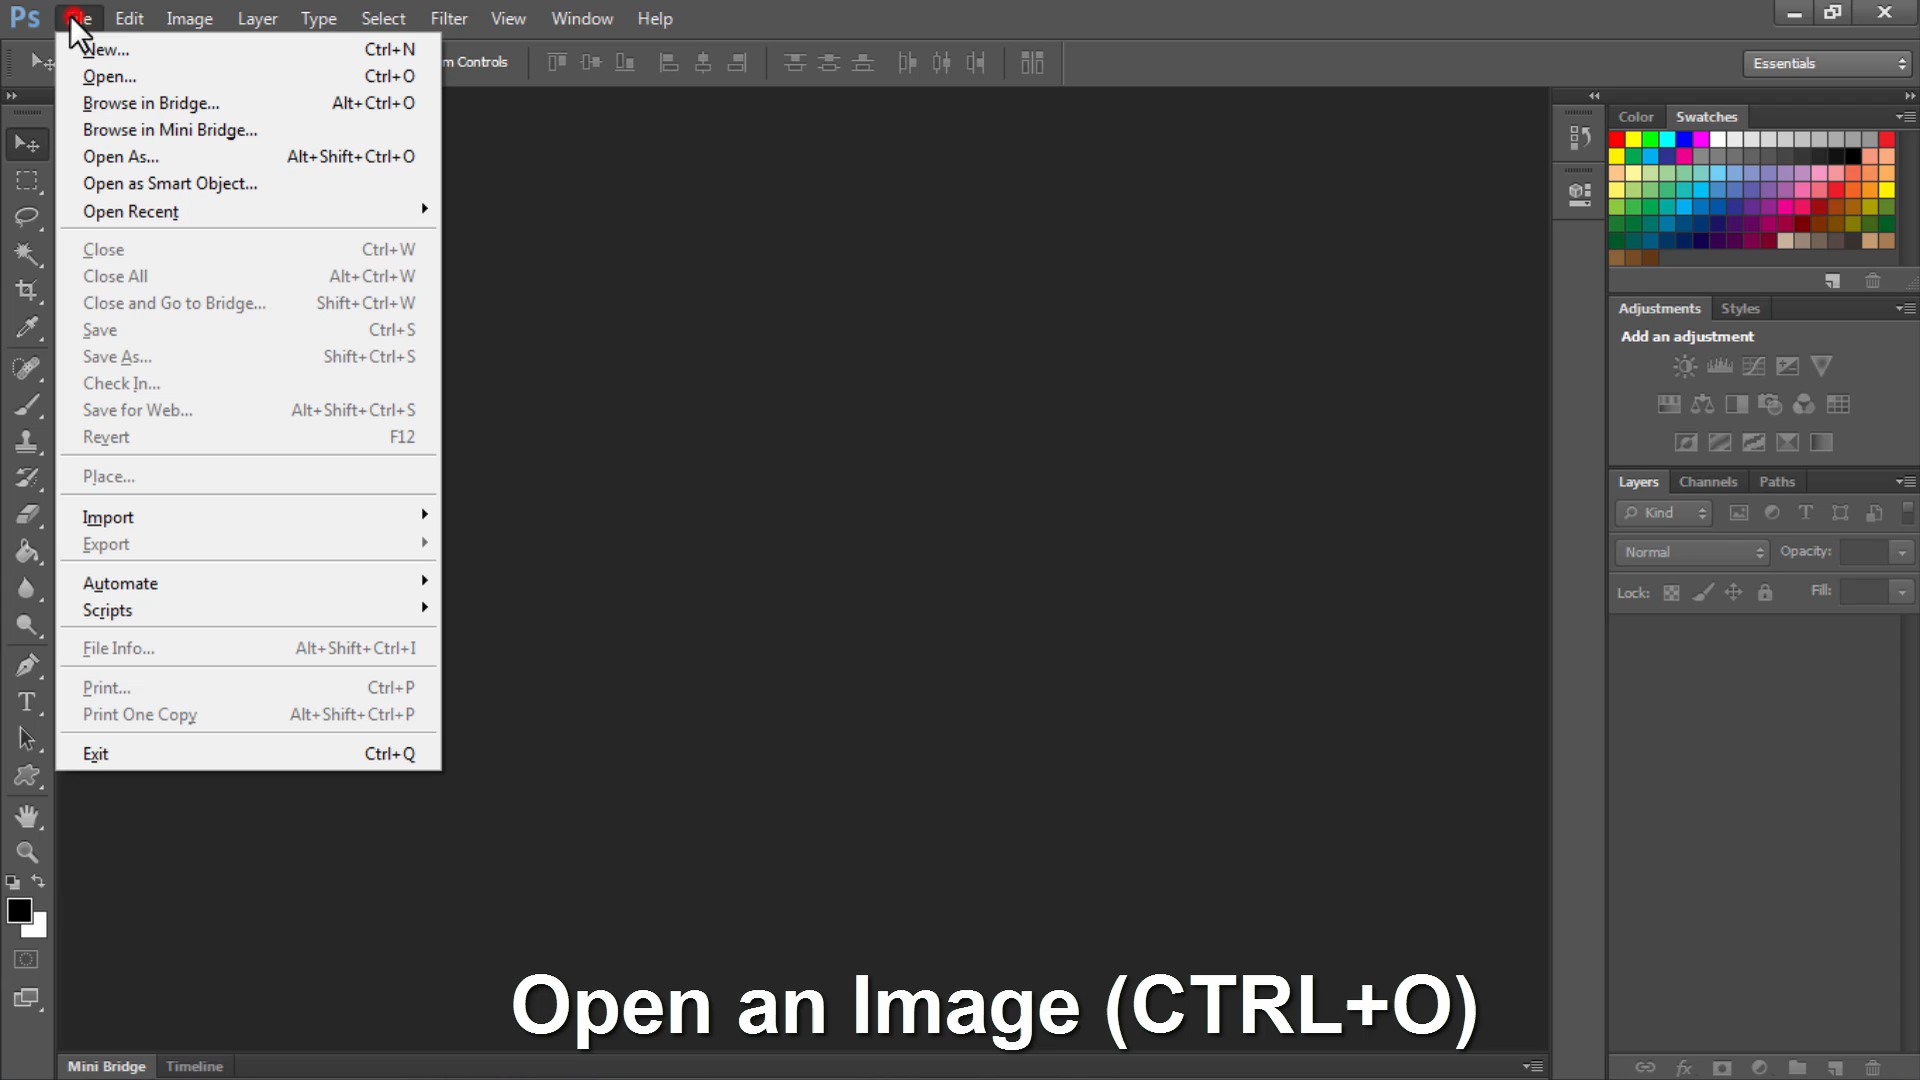 Ps File Edit Image Layer Type Select Filter View Window Help
m Controls
Essentials
New... Ctrl+N
Open... Ctrl+O
Browse in Bridge... Alt+Ctrl+O
Browse in Mini Bridge...
Open As... Alt+Shift+Ctrl+O
Open as Smart Object...
Open Recent
Close Ctrl+W
Close All Alt+Ctrl+W
Close and Go to Bridge... Shift+Ctrl+W
Save Ctrl+S
Save As... Shift+Ctrl+S
Check In...
Save for Web... Alt+Shift+Ctrl+S
Revert F12
Place...
Import
Export
Automate
Scripts
File Info... Alt+Shift+Ctrl+I
Print... Ctrl+P
Print One Copy Alt+Shift+Ctrl+P
Exit Ctrl+Q
Color Swatches
Adjustments Styles
Add an adjustment
Layers Channels Paths
Kind
Normal Opacity:
Lock: Fill:
Open an Image (CTRL+O)
Mini Bridge Timeline